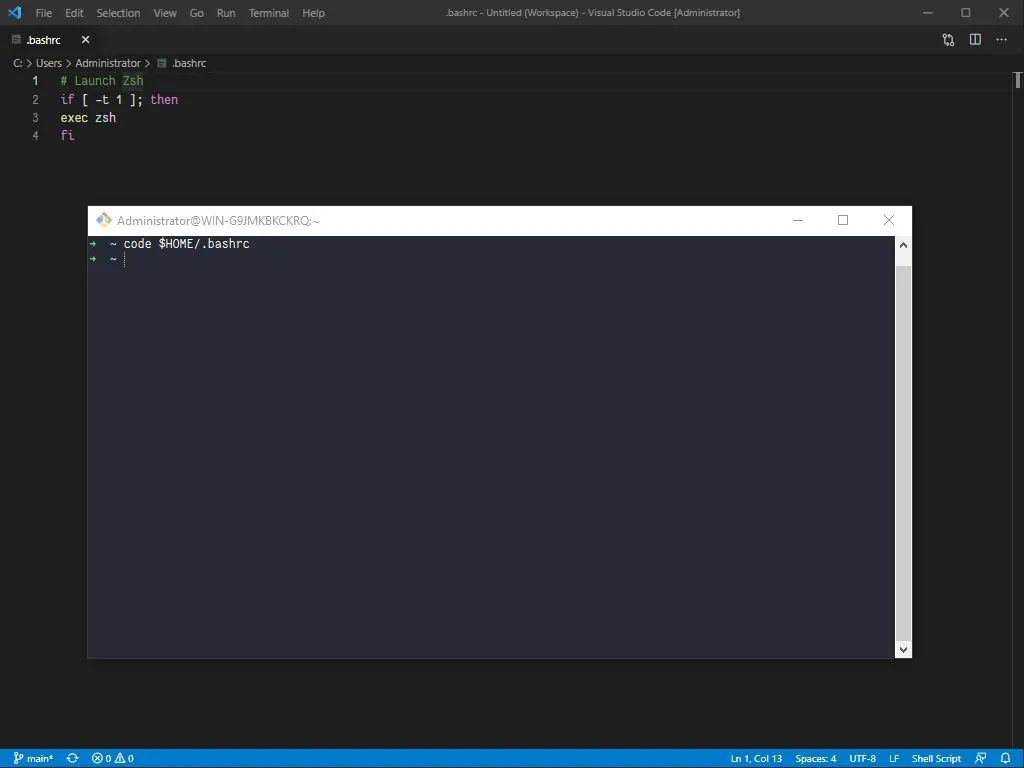 File Edit Selection View Go Run Terminal Help .bashrc - Untitled (Workspace) - Visual Studio Code [Administrator]
.bashrc
C: > Users > Administrator > .bashrc
1 # Launch Zsh
2 if [ -t 1 ]; then
3 exec zsh
4 fi
Administrator@WIN-G9JMKBKCKRQ:~
→ ~ code $HOME/.bashrc
→ ~
main* 0 0 Ln 1, Col 13 Spaces: 4 UTF-8 LF Shell Script